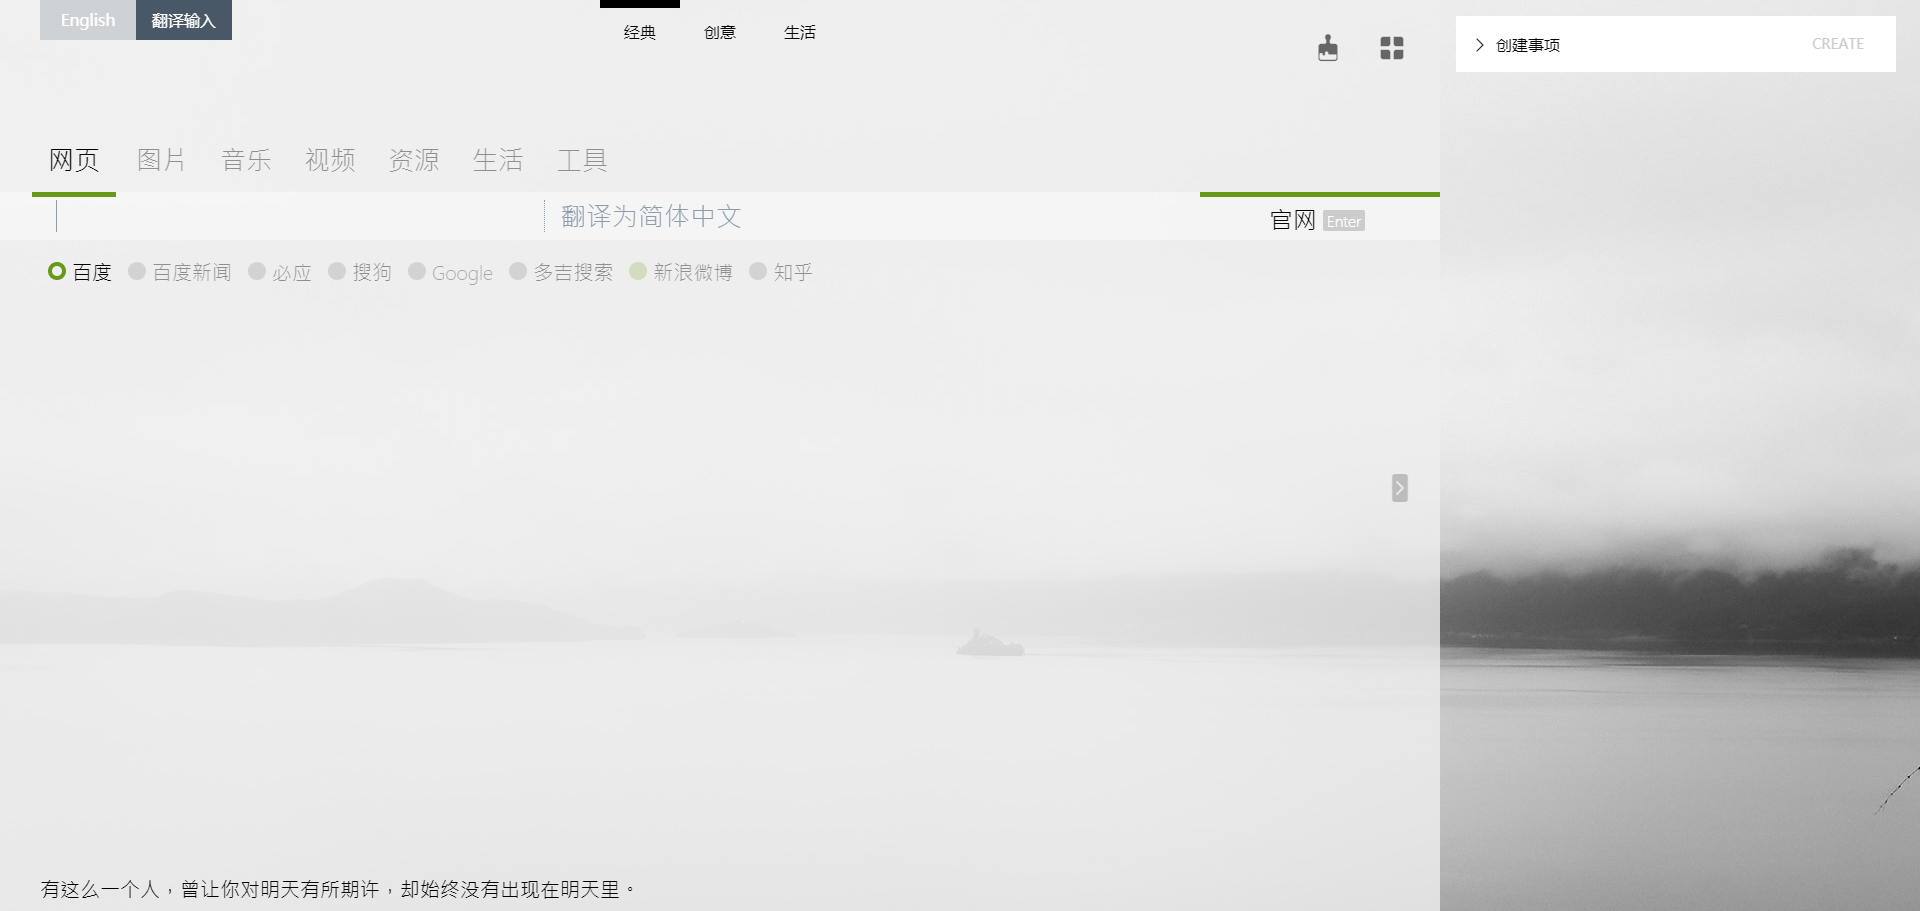 English 翻译输入
经典 创意 生活
创建事项 CREATE
网页 图片 音乐 视频 资源 生活 工具
翻译为简体中文
官网 Enter
百度 百度新闻 必应 搜狗 Google 多吉搜索 新浪微博 知乎
有这么一个人，曾让你对明天有所期许，却始终没有出现在明天里。